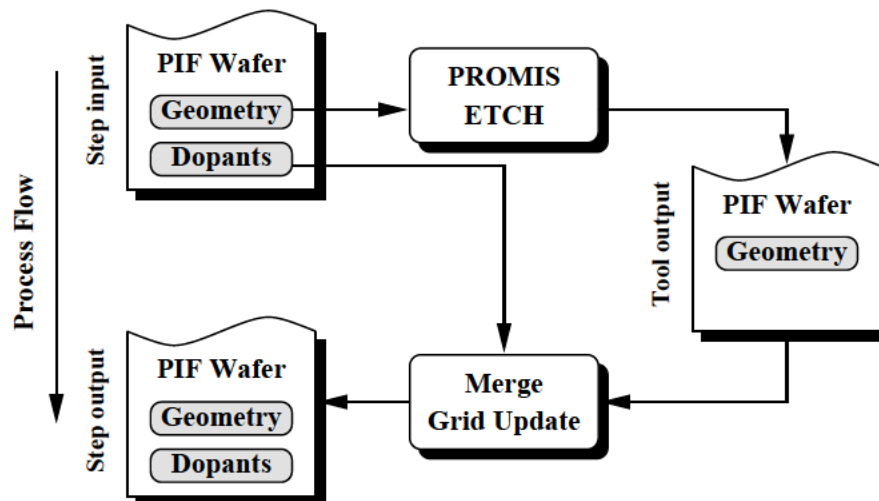 Process Flow
Step input
PIF Wafer
Geometry
Dopants
PROMIS
ETCH
Tool output
PIF Wafer
Geometry
Step output
PIF Wafer
Geometry
Dopants
Merge
Grid Update